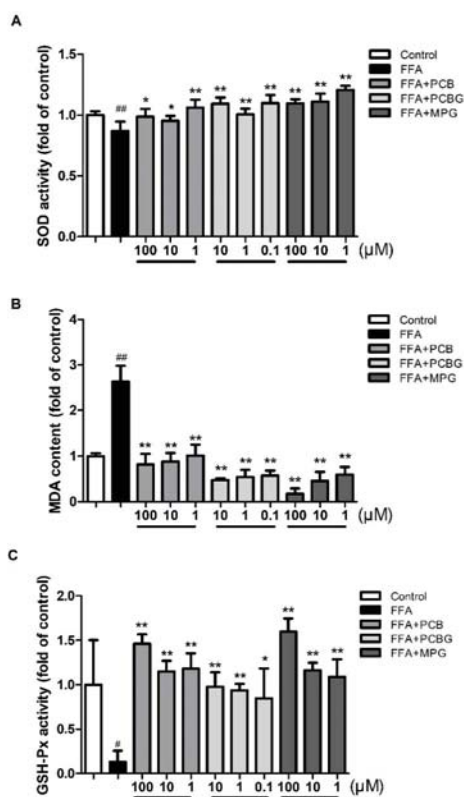 A
SOD activity (fold of control)
1.5
1.0
0.5
0.0
## * * ** ** ** ** ** ** **
100 10 1 10 1 0.1 100 10 1 (µM)
Control
FFA
FFA+PCB
FFA+PCBG
FFA+MPG
B
MDA content (fold of control)
4
3
2
1
0
## ** ** ** ** ** ** ** ** **
100 10 1 10 1 0.1 100 10 1 (µM)
Control
FFA
FFA+PCB
FFA+PCBG
FFA+MPG
C
GSH-Px activity (fold of control)
2.0
1.5
1.0
0.5
0.0
# ** ** ** ** ** * ** ** **
100 10 1 10 1 0.1 100 10 1 (µM)
Control
FFA
FFA+PCB
FFA+PCBG
FFA+MPG